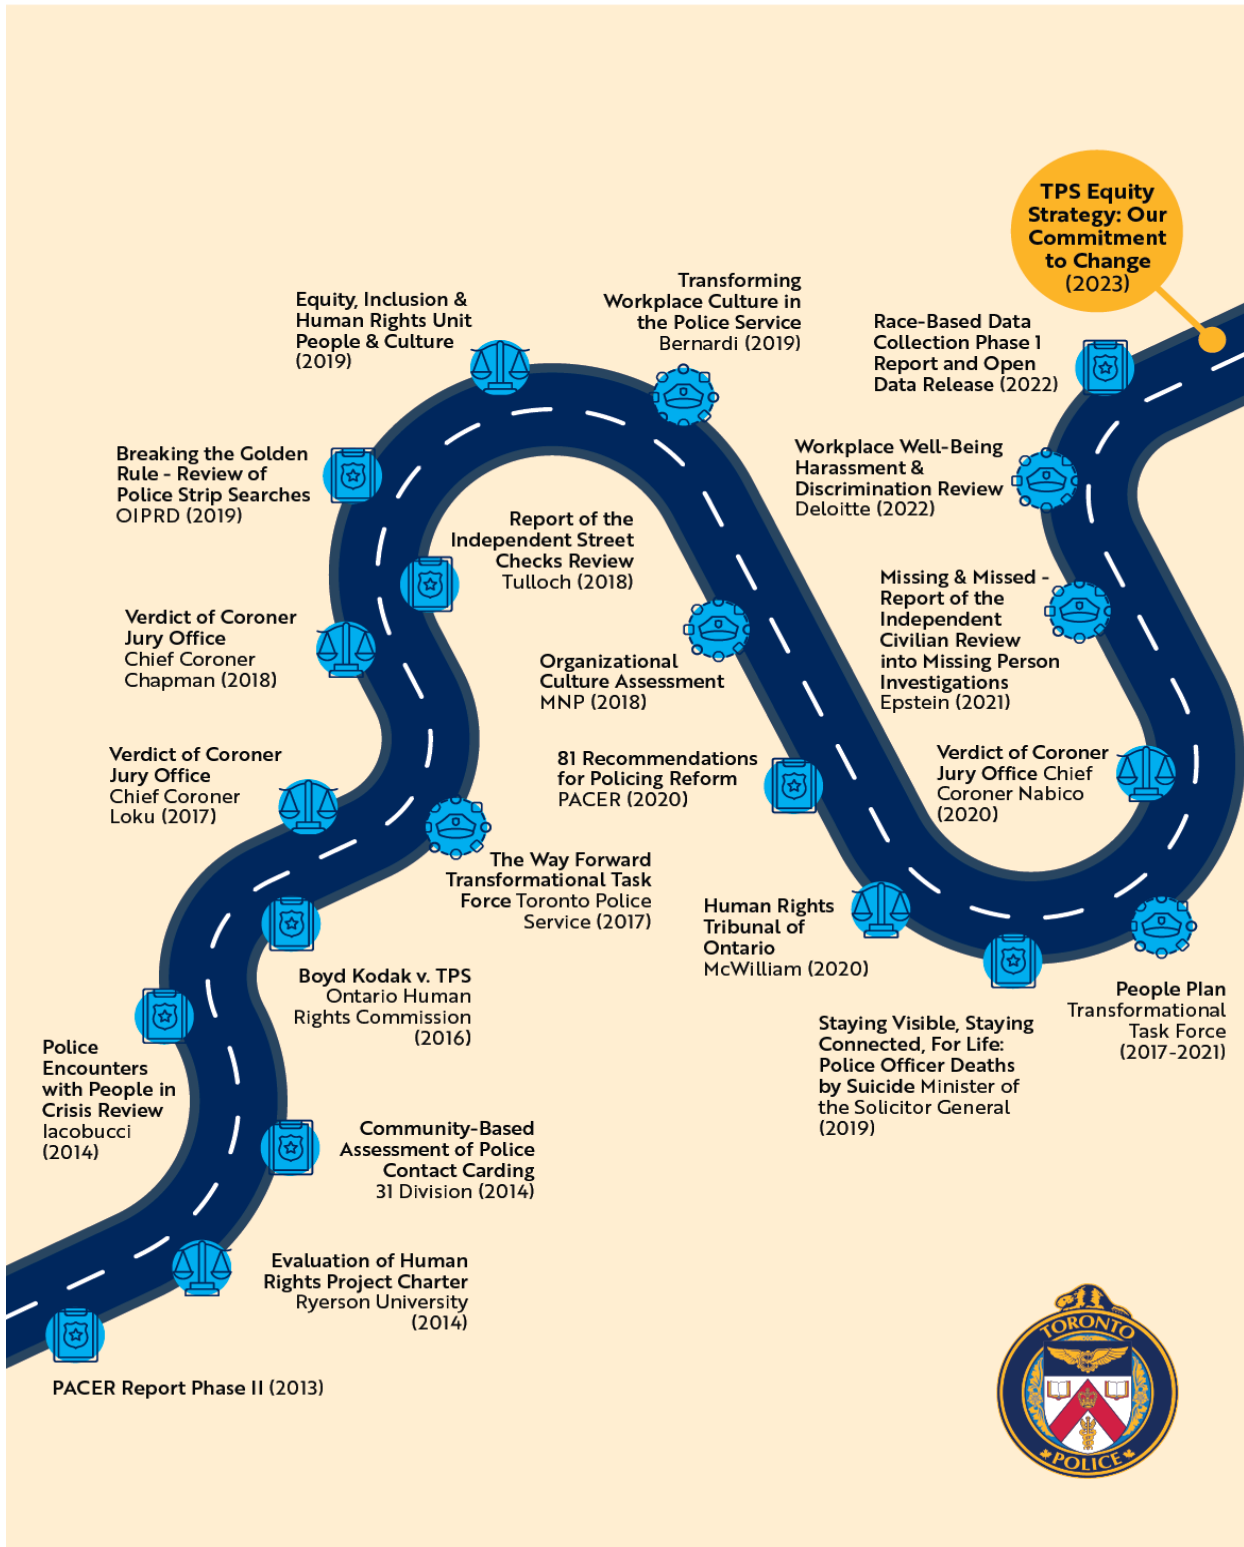 TPS Equity
Strategy: Our
Commitment
to Change
(2023)
Transforming
Workplace Culture in
the Police Service
Bernardi (2019)
Equity, Inclusion &
Human Rights Unit
People & Culture
(2019)
Race-Based Data
Collection Phase 1
Report and Open
Data Release (2022)
Breaking the Golden
Rule - Review of
Police Strip Searches
OIPRD (2019)
Workplace Well-Being
Harassment &
Discrimination Review
Deloitte (2022)
Report of the
Independent Street
Checks Review
Tulloch (2018)
Missing & Missed -
Report of the
Independent
Civilian Review
into Missing Person
Investigations
Epstein (2021)
Verdict of Coroner
Jury Office
Chief Coroner
Chapman (2018)
Organizational
Culture Assessment
MNP (2018)
Verdict of Coroner
Jury Office
Chief Coroner
Loku (2017)
81 Recommendations
for Policing Reform
PACER (2020)
Verdict of Coroner
Jury Office Chief
Coroner Nabico
(2020)
The Way Forward
Transformational Task
Force Toronto Police
Service (2017)
Human Rights
Tribunal of
Ontario
McWilliam (2020)
Boyd Kodak v. TPS
Ontario Human
Rights Commission
(2016)
People Plan
Transformational
Task Force
(2017-2021)
Staying Visible, Staying
Connected, For Life:
Police Officer Deaths
by Suicide Minister of
the Solicitor General
(2019)
Police
Encounters
with People in
Crisis Review
Iacobucci
(2014)
Community-Based
Assessment of Police
Contact Carding
31 Division (2014)
Evaluation of Human
Rights Project Charter
Ryerson University
(2014)
PACER Report Phase II (2013)
TORONTO
POLICE